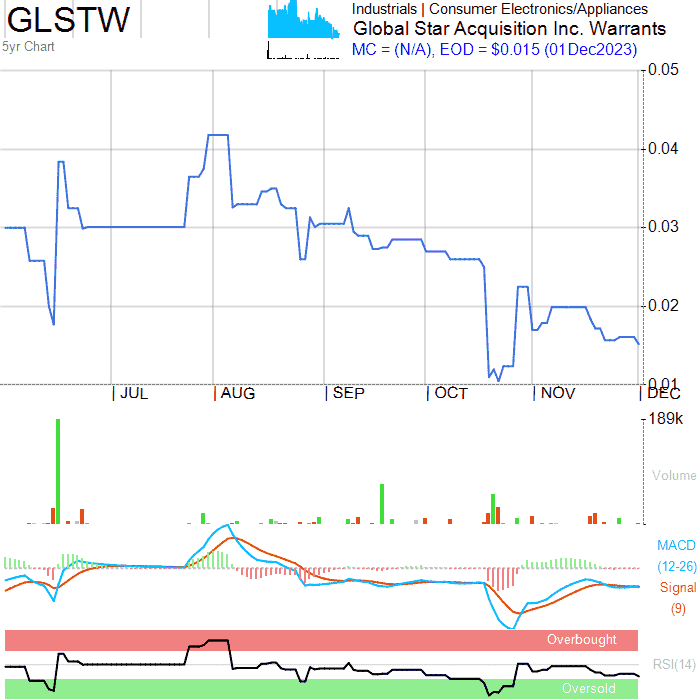 GLSTW
5yr Chart
Industrials | Consumer Electronics/Appliances
Global Star Acquisition Inc. Warrants
MC = (N/A), EOD = $0.015 (01Dec2023)
0.05
0.04
0.03
0.02
0.01
JUL AUG SEP OCT NOV DEC
189k
Volume
MACD
(12-26)
Signal
(9)
Overbought
RSI(14)
Oversold